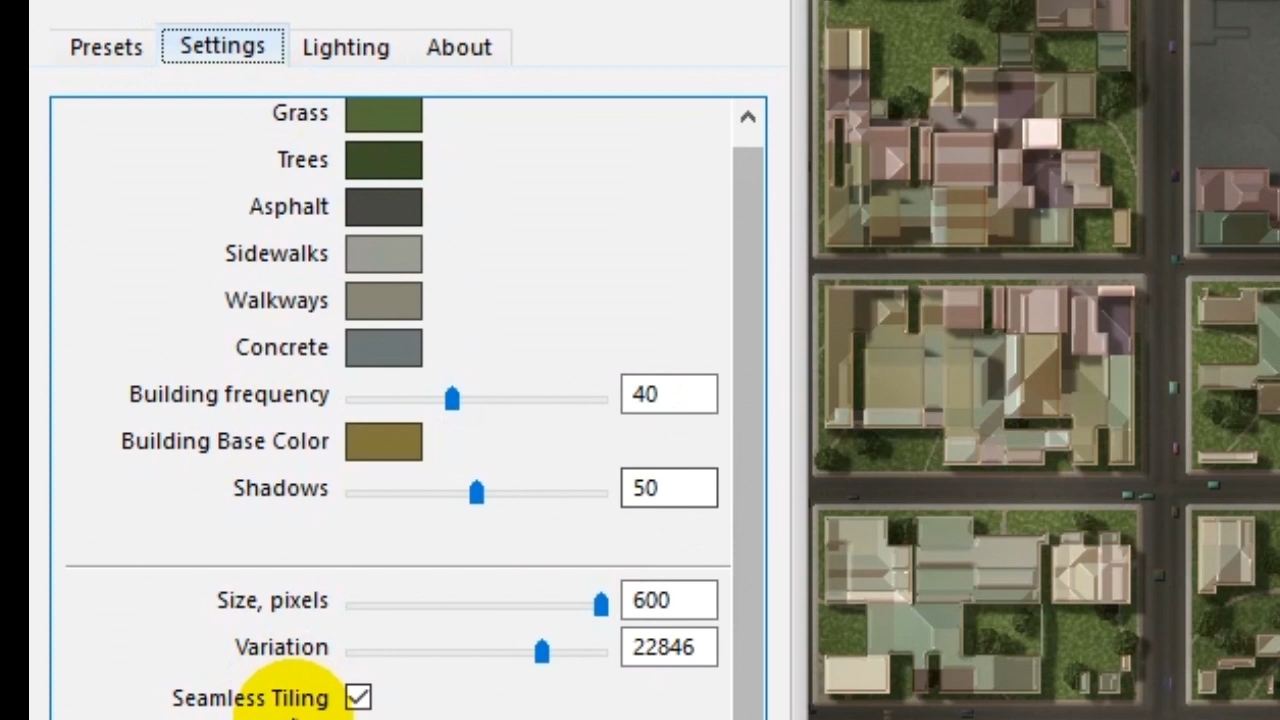 Presets Settings Lighting About
Grass
Trees
Asphalt
Sidewalks
Walkways
Concrete
Building frequency 40
Building Base Color
Shadows 50
Size, pixels 600
Variation 22846
Seamless Tiling